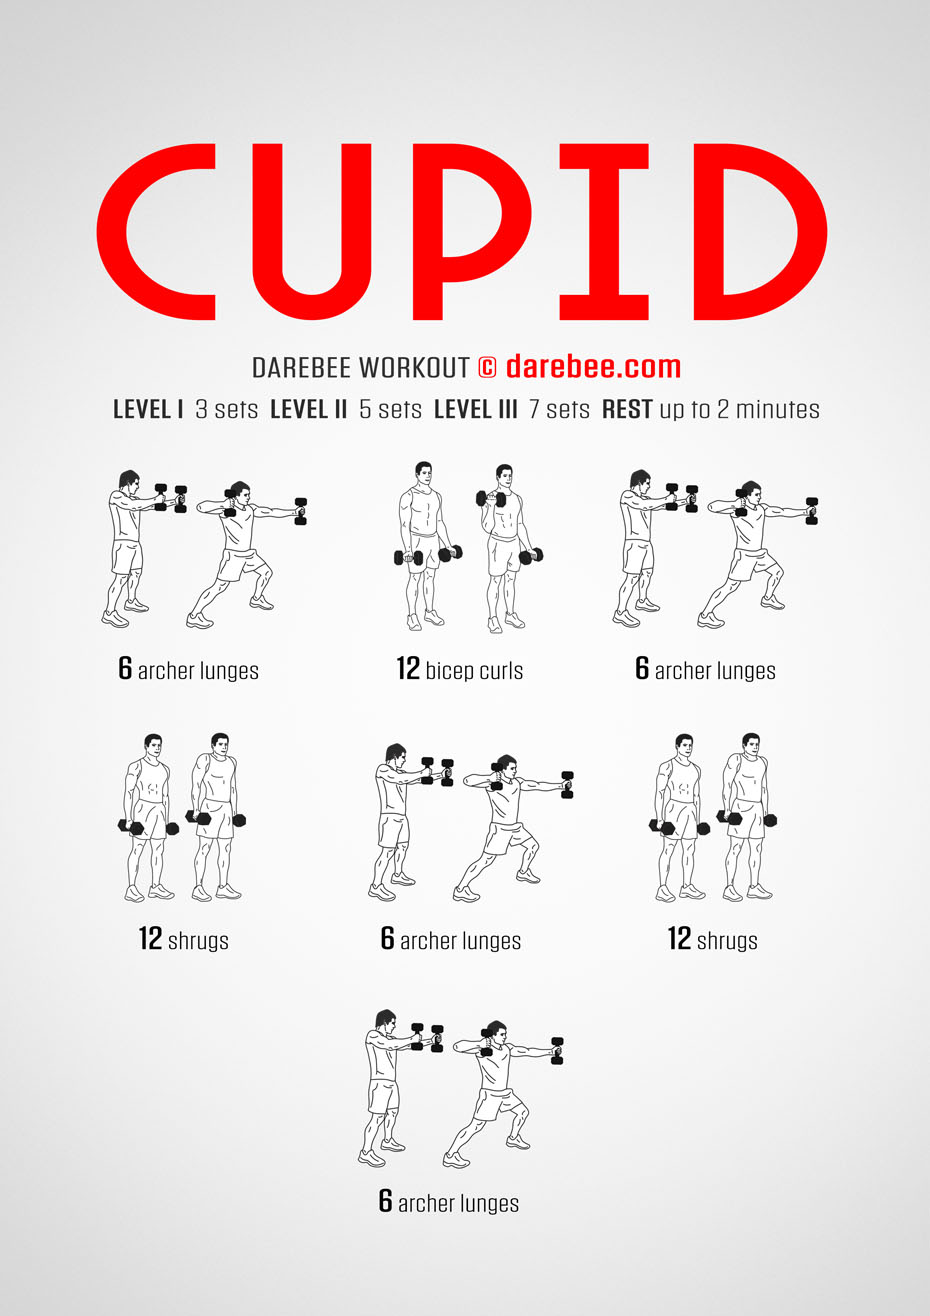 CUPID
DAREBEE WORKOUT © darebee.com
LEVEL I 3 sets LEVEL II 5 sets LEVEL III 7 sets REST up to 2 minutes
6 archer lunges
12 bicep curls
6 archer lunges
12 shrugs
6 archer lunges
12 shrugs
6 archer lunges